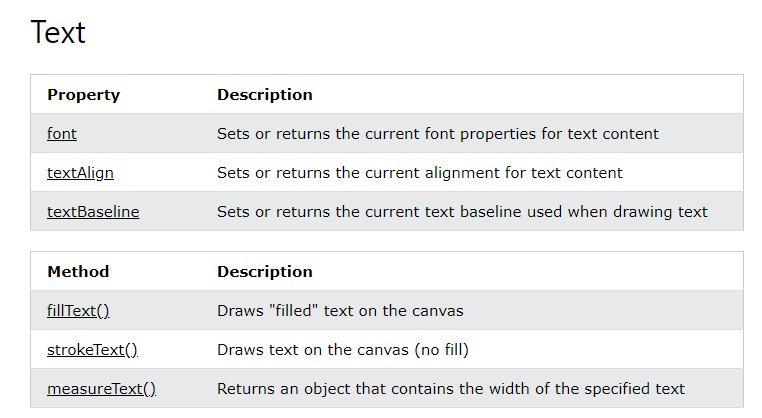 Text
Property Description
font Sets or returns the current font properties for text content
textAlign Sets or returns the current alignment for text content
textBaseline Sets or returns the current text baseline used when drawing text
Method Description
fillText() Draws "filled" text on the canvas
strokeText() Draws text on the canvas (no fill)
measureText() Returns an object that contains the width of the specified text